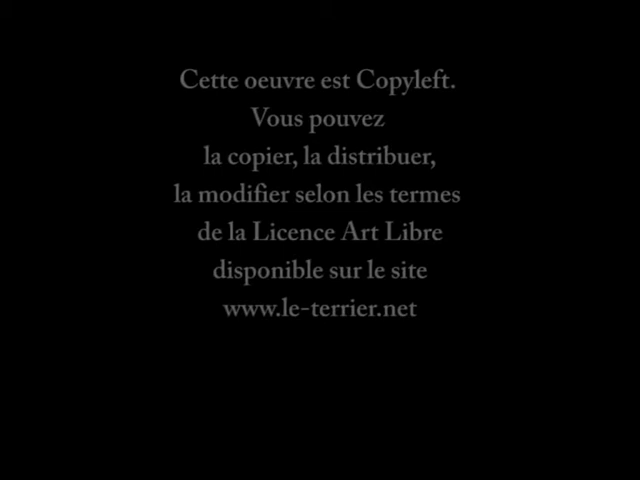 Cette oeuvre est Copyleft.
Vous pouvez
la copier, la distribuer,
la modifier selon les termes
de la Licence Art Libre
disponible sur le site
www.le-terrier.net